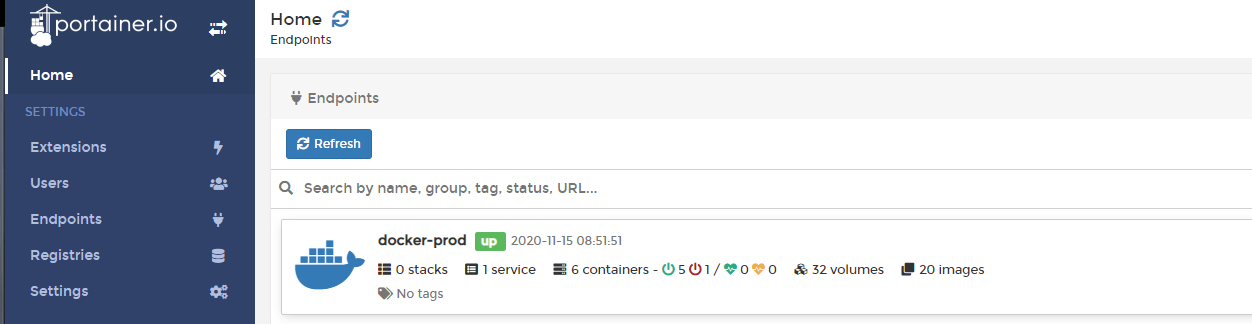 portainer.io
Home
SETTINGS
Extensions
Users
Endpoints
Registries
Settings
Home
Endpoints
Endpoints
Refresh
Search by name, group, tag, status, URL...
docker-prod up 2020-11-15 08:51:51
0 stacks 1 service 6 containers - 5 1 / 0 0 32 volumes 20 images
No tags